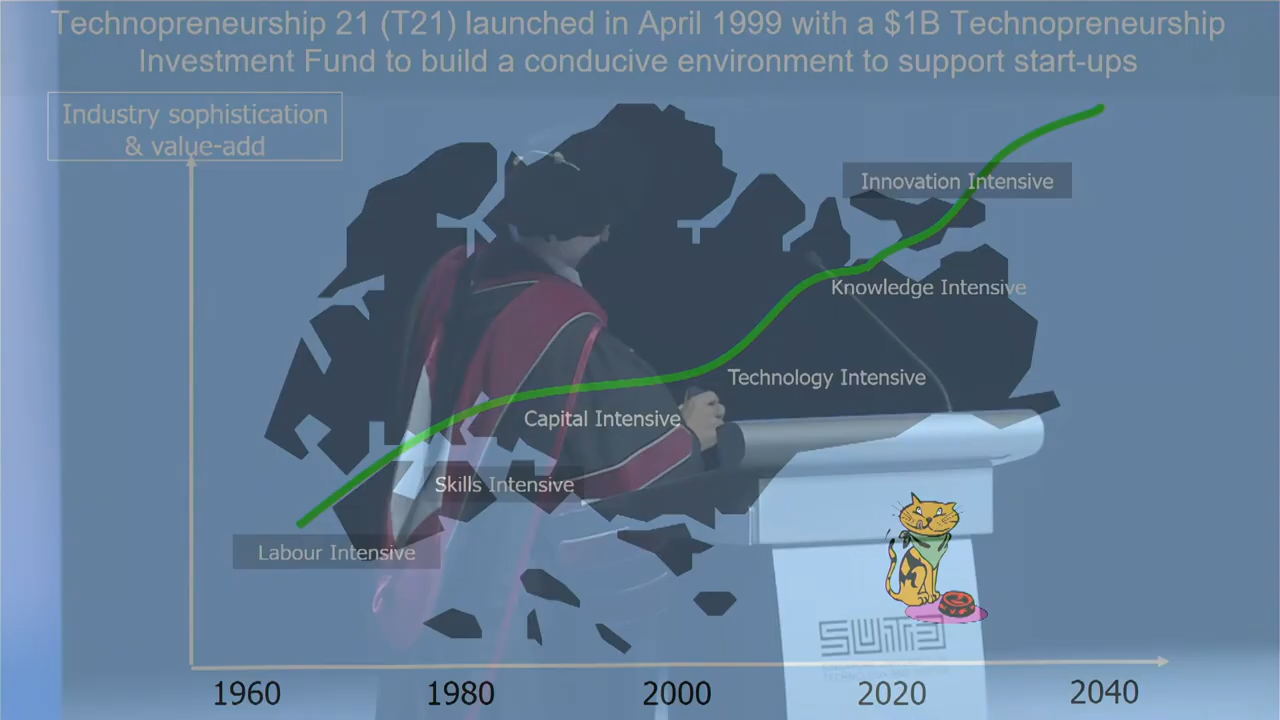 Technopreneurship 21 (T21) launched in April 1999 with a $1B Technopreneurship
Investment Fund to build a conducive environment to support start-ups
Industry sophistication
& value-add
Innovation Intensive
Knowledge Intensive
Technology Intensive
Capital Intensive
Skills Intensive
Labour Intensive
SUTD
1960
1980
2000
2020
2040